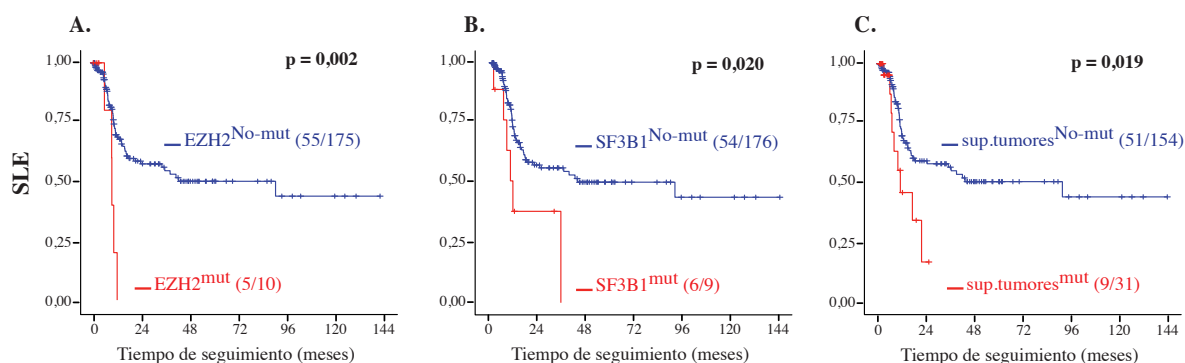 A.
SLE
1,00
0,75
0,50
0,25
0,00
p = 0,002
EZH2No-mut (55/175)
EZH2mut (5/10)
0 24 48 72 96 120 144
Tiempo de seguimiento (meses)
B.
1,00
0,75
0,50
0,25
0,00
p = 0,020
SF3B1No-mut (54/176)
SF3B1mut (6/9)
0 24 48 72 96 120 144
Tiempo de seguimiento (meses)
C.
1,00
0,75
0,50
0,25
0,00
p = 0,019
sup.tumoresNo-mut (51/154)
sup.tumoresmut (9/31)
0 24 48 72 96 120 144
Tiempo de seguimiento (meses)